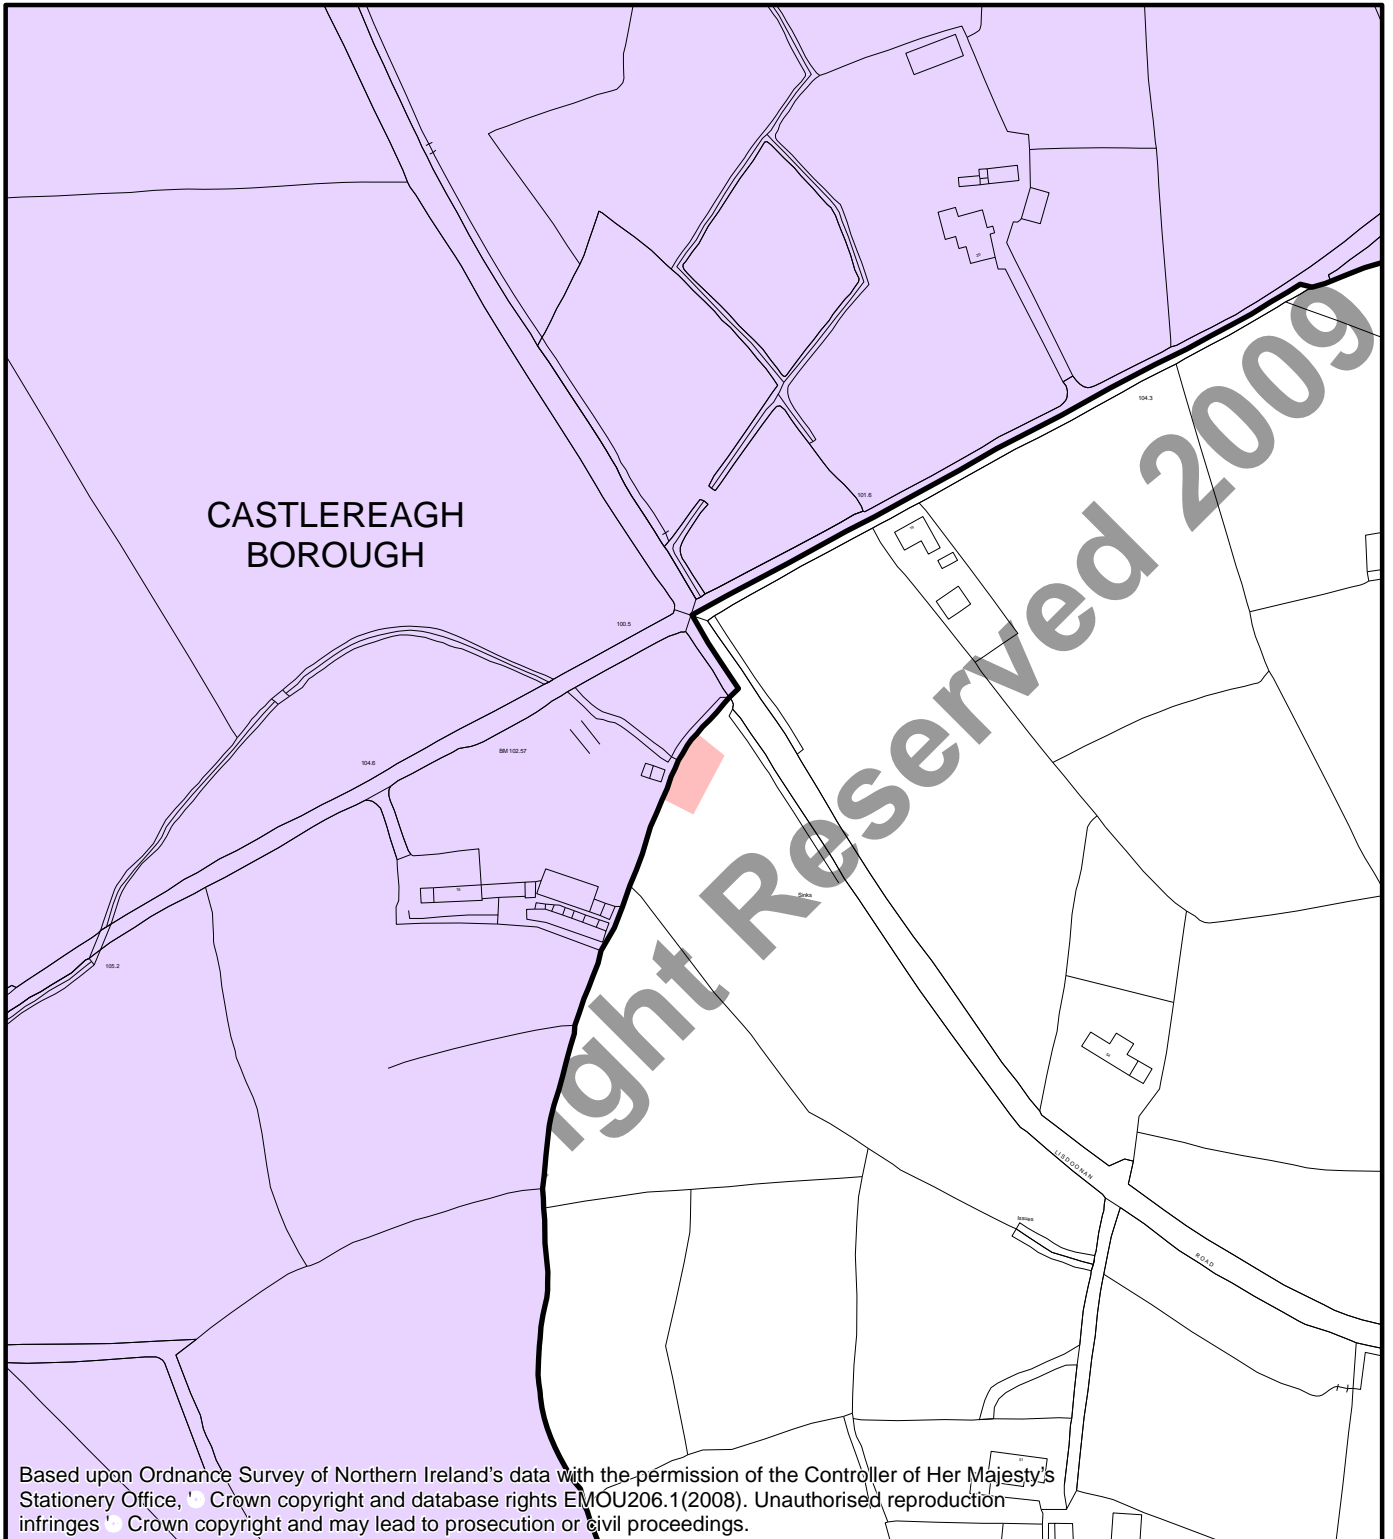 104.3
101.6
CASTLEREAGH
BOROUGH
100.5
BM 102.57
104.6
Sinks
105.2
ight Reserved 2009
LISDOONAN
ROAD
Issues
Based upon Ordnance Survey of Northern Ireland's data with the permission of the Controller of Her Majesty's
Stationery Office, Crown copyright and database rights EMOU206.1(2008). Unauthorised reproduction
infringes Crown copyright and may lead to prosecution or civil proceedings.